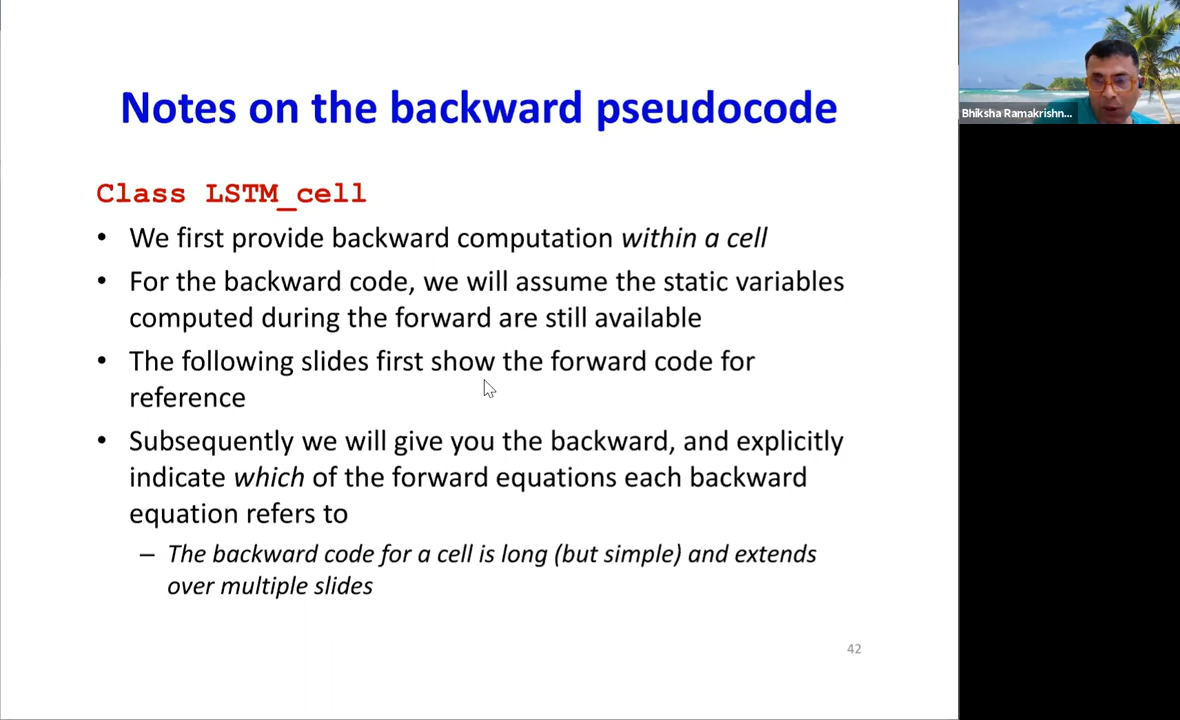 Notes on the backward pseudocode
Class LSTM_cell
• We first provide backward computation within a cell
• For the backward code, we will assume the static variables
computed during the forward are still available
• The following slides first show the forward code for
reference
• Subsequently we will give you the backward, and explicitly
indicate which of the forward equations each backward
equation refers to
– The backward code for a cell is long (but simple) and extends
over multiple slides
42
Bhiksha Ramakrishn...